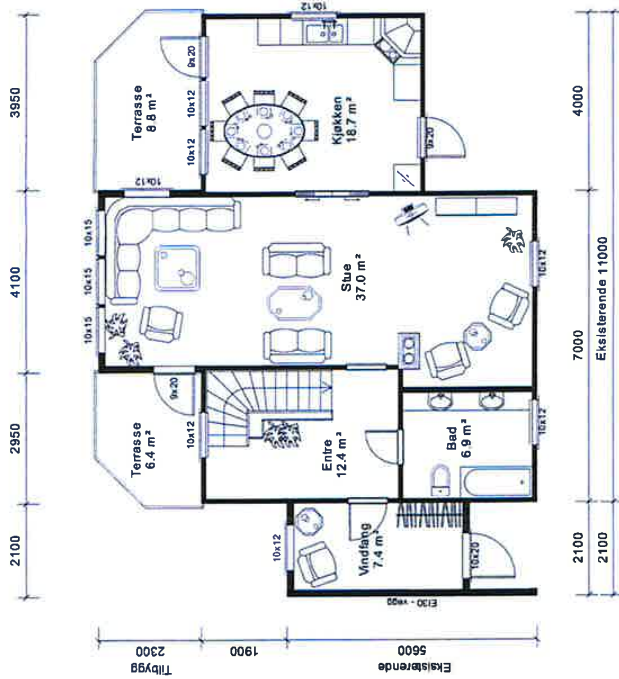 10x12
3950
4100
2950
2100
Terrasse
8.8 m²
9x20
10x12
10x12
Kjøkken
18.7 m²
9x20
10x12
10x15
10x15
10x15
Stue
37.0 m²
10x12
Terrasse
6.4 m²
9x20
10x12
Entre
12.4 m²
Bad
6.9 m²
10x12
Vindfang
7.4 m²
10x12
10x20
EI30 - vegg
4000
7000
2100
Eksisterende 11000
2100
2300
1900
5600
Tilbygg
Eksisterende